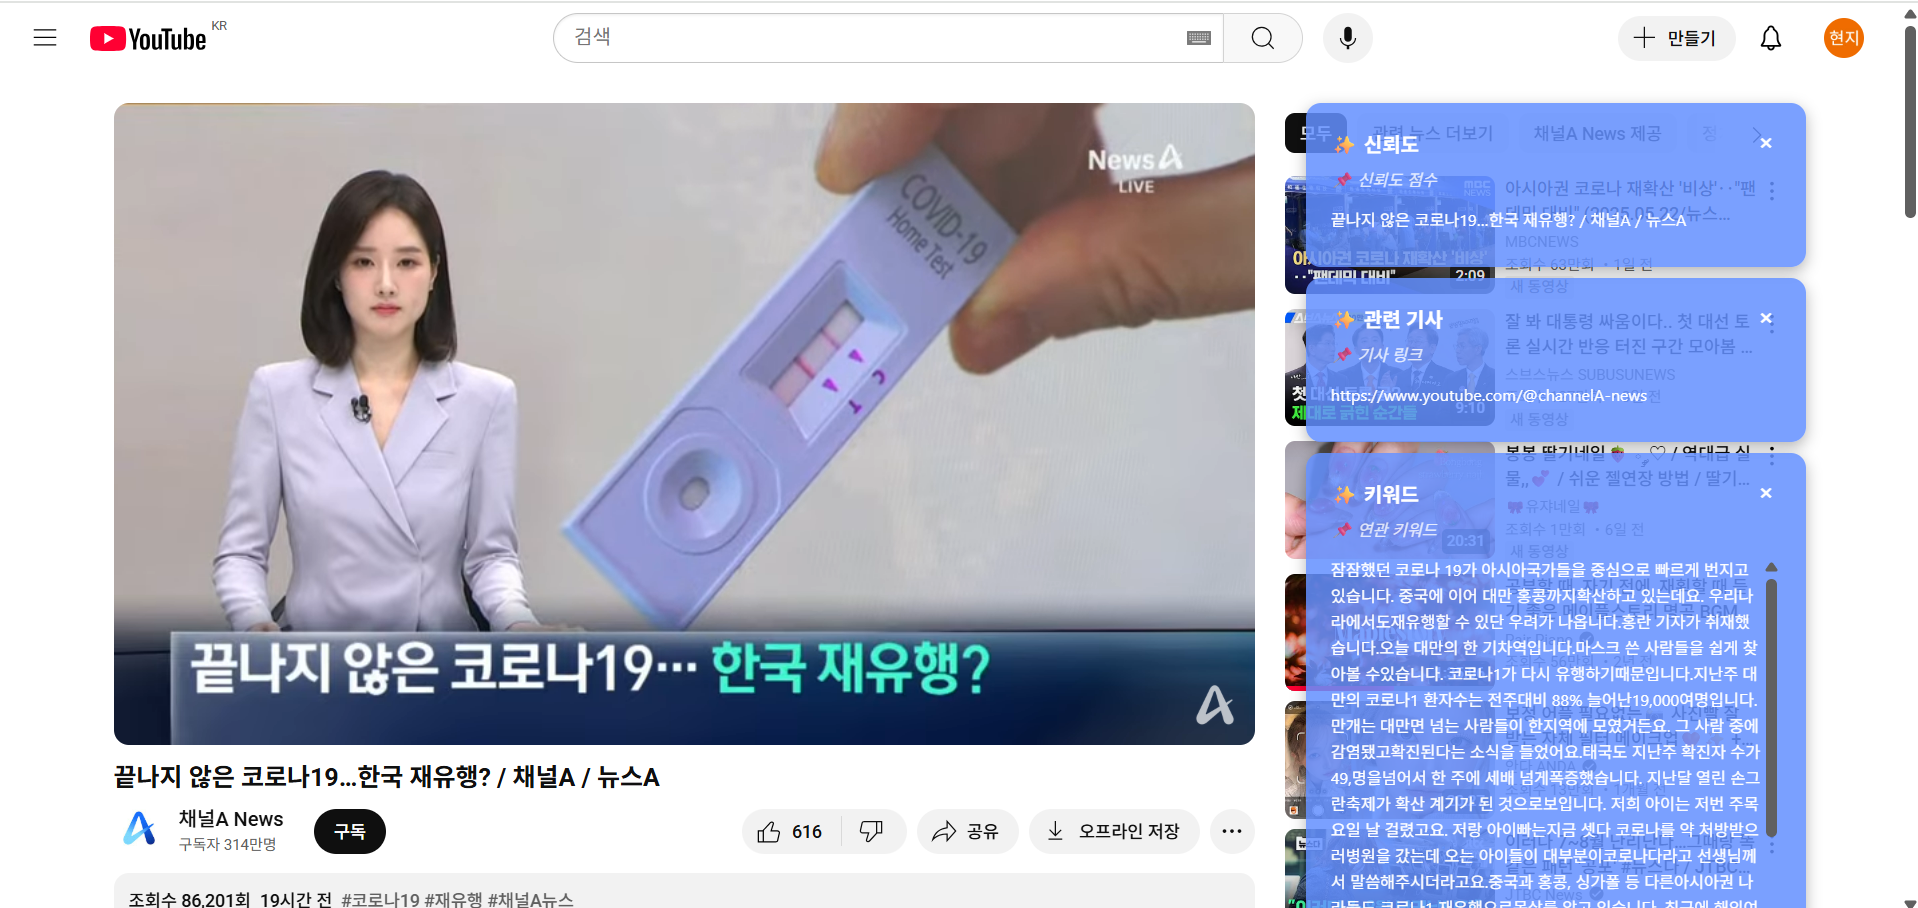 YouTube KR
검색
만들기
현지
News A
LIVE
COVID-19
Home Test
C
T
끝나지 않은 코로나19… 한국 재유행?
끝나지 않은 코로나19...한국 재유행? / 채널A / 뉴스A
채널A News
구독자 314만명
구독
616
공유
오프라인 저장
조회수 86,201회 19시간 전 #코로나19 #재유행 #채널A뉴스
모두
관련 뉴스 더보기
채널A News 제공
정
신뢰도
신뢰도 점수
끝나지 않은 코로나19...한국 재유행? / 채널A / 뉴스A
아시아권 코로나 재확산 '비상'‥"팬
데믹 대비" (2025.05.22/뉴스...
MBCNEWS
조회수 63만회 · 1일 전
새 동영상
아시아권 코로나 재확산 '비상'
‥"팬데믹 대비"
2:09
관련 기사
기사 링크
https://www.youtube.com/@channelA-news
잘 봐 대통령 싸움이다.. 첫 대선 토
론 실시간 반응 터진 구간 모아봄 ...
스브스뉴스 SUBUSUNEWS
새 동영상
제대로 긁힌 순간들
9:10
봉봉 딸기네일
/ 역대급 실
물,, / 쉬운 젤연장 방법 / 딸기...
유자네일
조회수 1만회 · 6일 전
새 동영상
20:31
키워드
연관 키워드
잠잠했던 코로나 19가 아시아국가들을 중심으로 빠르게 번지고
있습니다. 중국에 이어 대만 홍콩까지확산하고 있는데요. 우리나
라에서도재유행할 수 있단 우려가 나옵니다.홍란 기자가 취재했
습니다.오늘 대만의 한 기차역입니다.마스크 쓴 사람들을 쉽게 찾
아볼 수있습니다. 코로나1가 다시 유행하기때문입니다.지난주 대
만의 코로나1 환자수는 전주대비 88% 늘어난19,000여명입니다.
만개는 대만면 넘는 사람들이 한지역에 모였거든요. 그 사람 중에
감염됐고확진된다는 소식을 들었어요.태국도 지난주 확진자 수가
49,명을넘어서 한 주에 세배 넘게폭증했습니다. 지난달 열린 손그
란축제가 확산 계기가 된 것으로보입니다. 저희 아이는 저번 주목
요일 날 걸렸고요. 저랑 아이빠는지금 셋다 코로나를 약 처방받으
러병원을 갔는데 오는 아이들이 대부분이코로나다라고 선생님께
서 말씀해주시더라고요.중국과 홍콩, 싱가폴 등 다른아시아권 나